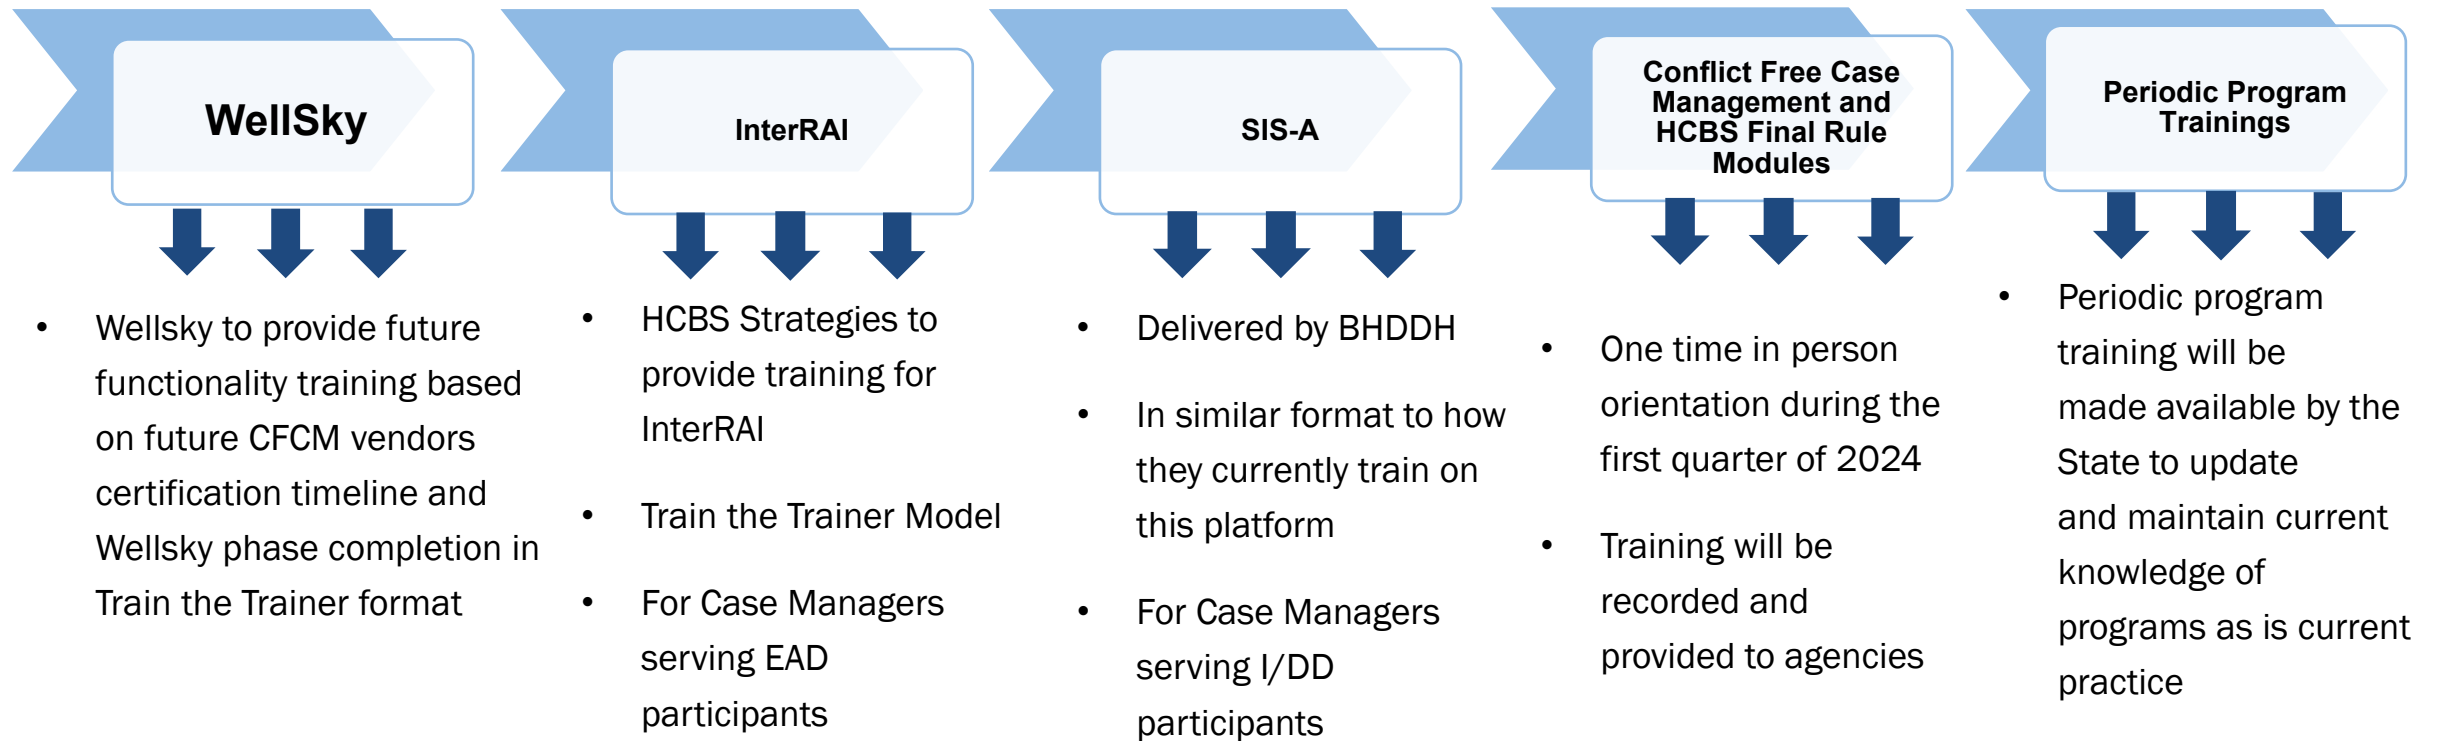 WellSky
• Wellsky to provide future
functionality training based
on future CFCM vendors
certification timeline and
Wellsky phase completion in
Train the Trainer format
InterRAI
• HCBS Strategies to
provide training for
InterRAI
• Train the Trainer Model
• For Case Managers
serving EAD
participants
SIS-A
• Delivered by BHDDH
• In similar format to how
they currently train on
this platform
• For Case Managers
serving I/DD
participants
Conflict Free Case
Management and
HCBS Final Rule
Modules
• One time in person
orientation during the
first quarter of 2024
• Training will be
recorded and
provided to agencies
Periodic Program
Trainings
• Periodic program
training will be
made available by the
State to update
and maintain current
knowledge of
programs as is current
practice